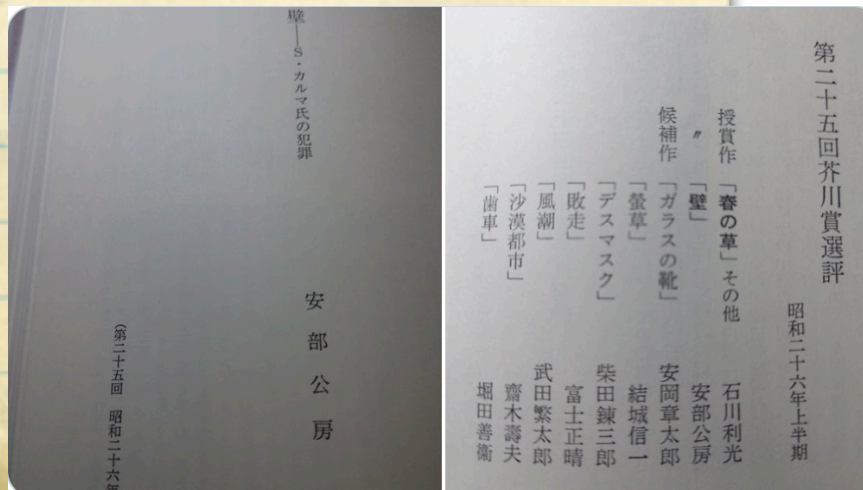 壁――S・カルマ氏の犯罪
安部公房
（第二十五回　昭和二十六年
第二十五回芥川賞選評
昭和二十六年上半期
授賞作「春の草」その他　石川利光
〃「壁」　安部公房
候補作「ガラスの靴」　安岡章太郎
「螢草」　結城信一
「デスマスク」　柴田錬三郎
「敗走」　富士正晴
「風潮」　武田繁太郎
「沙漠都市」　齋木壽夫
「歯車」　堀田善衞